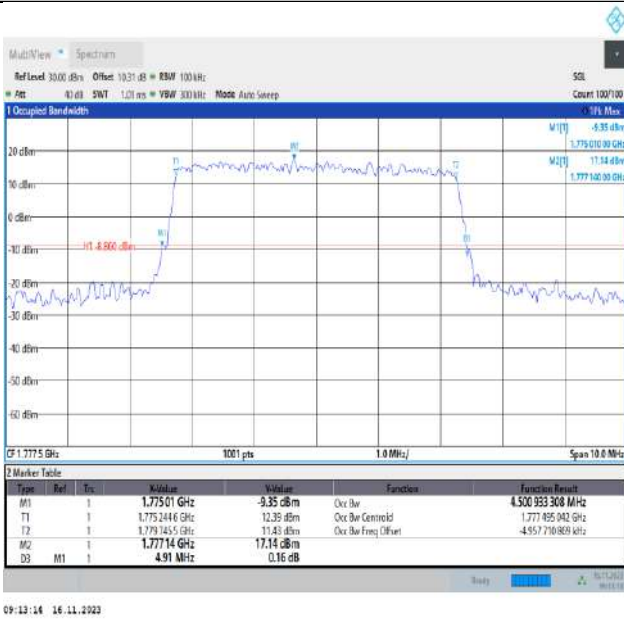 MultiView Spectrum
Ref Level 30.00 dBm Offset 10.31 dB RBW 100 kHz SGL
Att 40 dB SWT 1.01 ms VBW 300 kHz Mode Auto Sweep Count 100/100
1 Occupied Bandwidth 1Pk Max
M1[1] -9.35 dBm
1.775 010 00 GHz
M2[1] 17.14 dBm
1.777 140 00 GHz
20 dBm
10 dBm
0 dBm
-10 dBm
-20 dBm
-30 dBm
-40 dBm
-50 dBm
-60 dBm
T1
M2
T2
M1
H1 -8.860 dBm
CF 1.777 5 GHz 1001 pts 1.0 MHz/ Span 10.0 MHz
2 Marker Table
Type Ref Trc X-Value Y-Value Function Function Result
M1 1 1.775 01 GHz -9.35 dBm Occ Bw 4.500 933 308 MHz
T1 1 1.775 244 6 GHz 12.39 dBm Occ Bw Centroid 1.777 495 042 GHz
T2 1 1.779 745 5 GHz 11.43 dBm Occ Bw Freq Offset -4.957 710 869 kHz
M2 1 1.777 14 GHz 17.14 dBm
D3 M1 1 4.91 MHz 0.16 dB
Ready 16.11.2023
09:13:14 16.11.2023